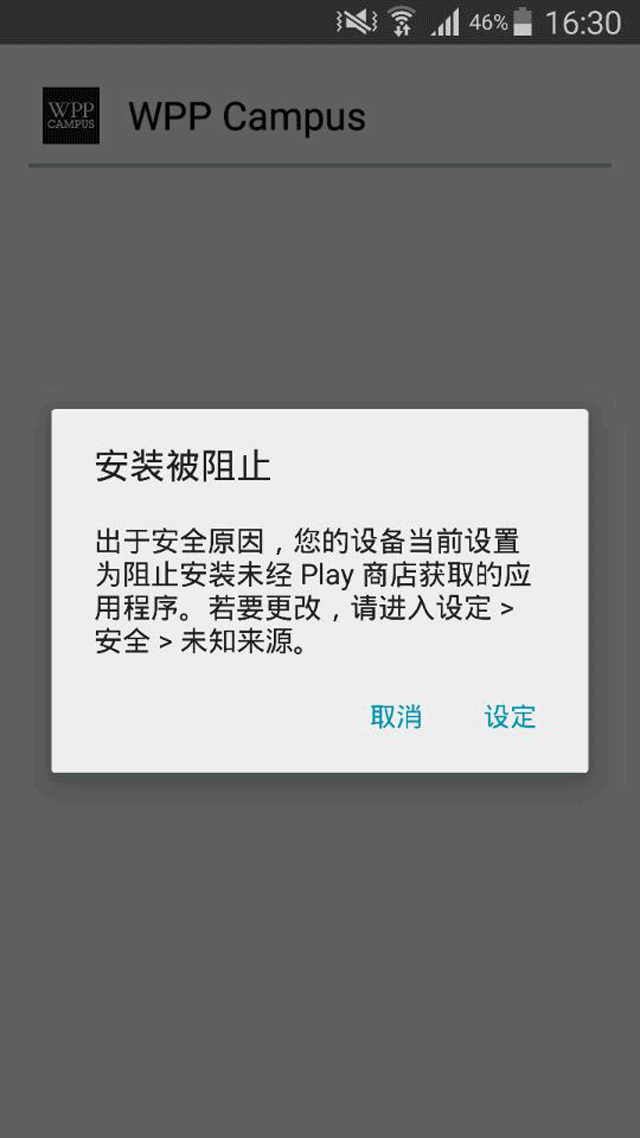 46% 16:30
WPP
CAMPUS
WPP Campus
安装被阻止
出于安全原因，您的设备当前设置
为阻止安装未经 Play 商店获取的应
用程序。若要更改，请进入设定 >
安全 > 未知来源。
取消 设定